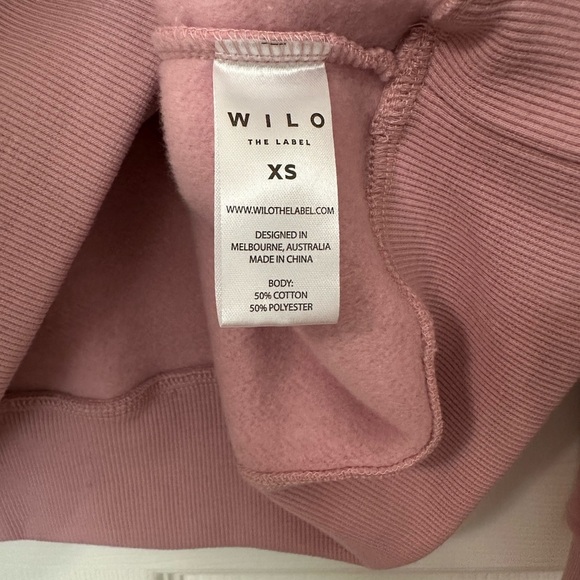 WILO
THE LABEL
XS
WWW.WILOTHELABEL.COM
DESIGNED IN
MELBOURNE, AUSTRALIA
MADE IN CHINA
BODY:
50% COTTON
50% POLYESTER